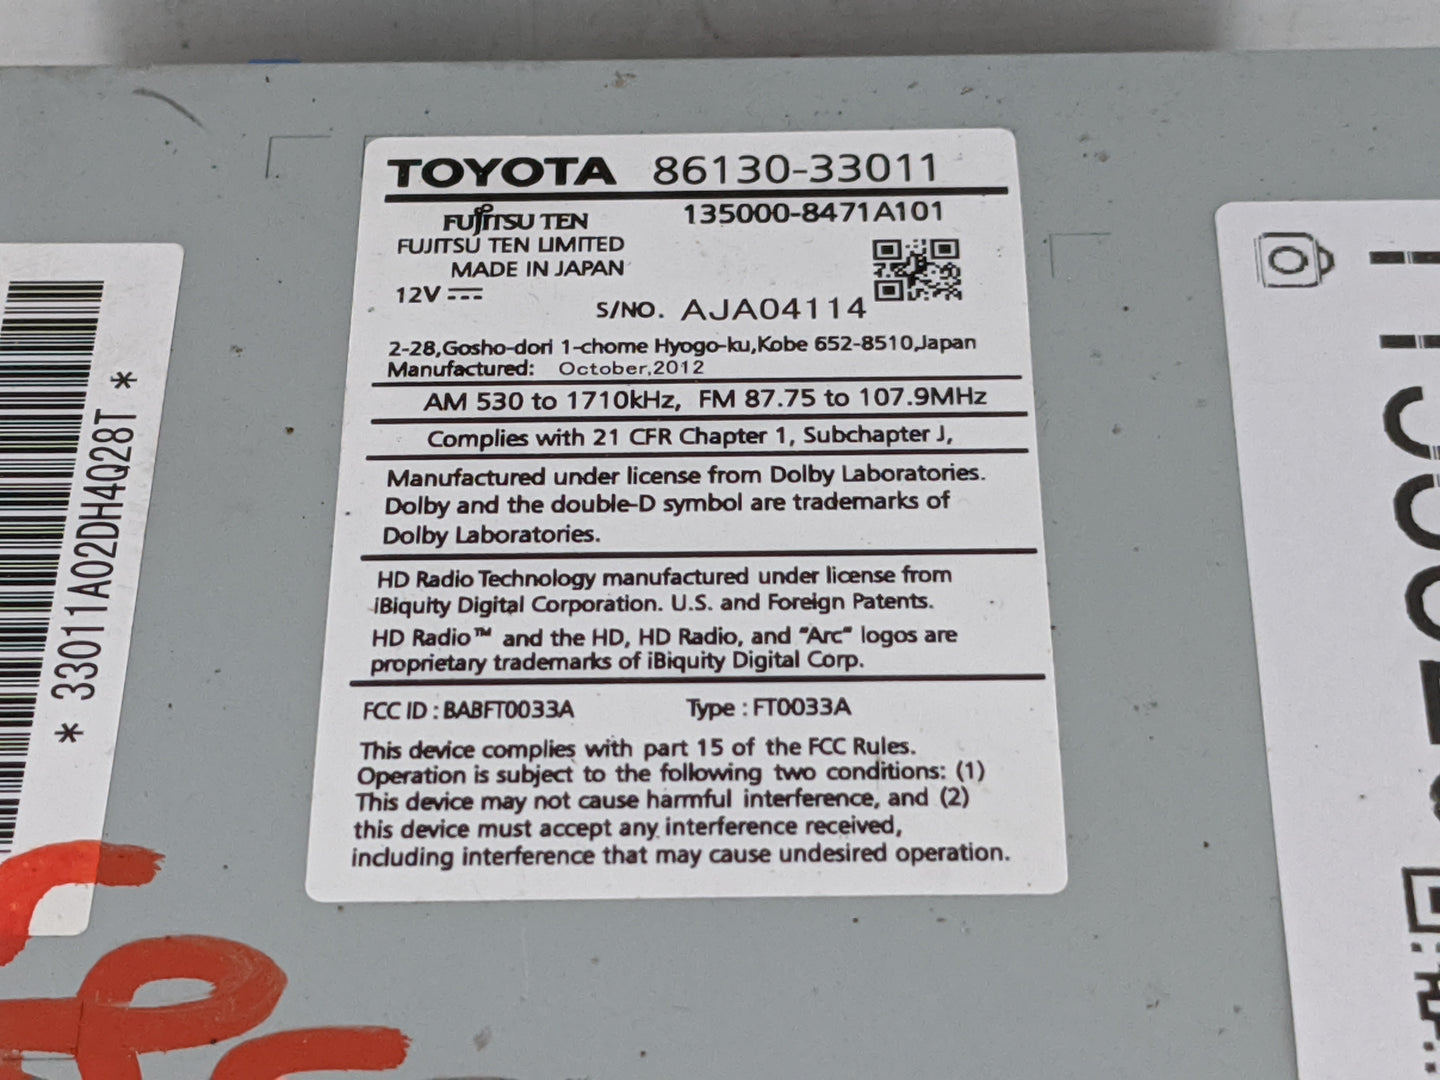 TOYOTA 86130-33011
FUJITSU TEN 135000-8471A101
FUJITSU TEN LIMITED
MADE IN JAPAN
12V
S/NO. AJA04114
2-28,Gosho-dori 1-chome Hyogo-ku,Kobe 652-8510,Japan
Manufactured: October,2012
AM 530 to 1710kHz, FM 87.75 to 107.9MHz
Complies with 21 CFR Chapter 1, Subchapter J,
Manufactured under license from Dolby Laboratories.
Dolby and the double-D symbol are trademarks of
Dolby Laboratories.
HD Radio Technology manufactured under license from
iBiquity Digital Corporation. U.S. and Foreign Patents.
HD Radio™ and the HD, HD Radio, and "Arc" logos are
proprietary trademarks of iBiquity Digital Corp.
FCC ID : BABFT0033A Type : FT0033A
This device complies with part 15 of the FCC Rules.
Operation is subject to the following two conditions: (1)
This device may not cause harmful interference, and (2)
this device must accept any interference received,
including interference that may cause undesired operation.
* 33011A02DH4Q28T *